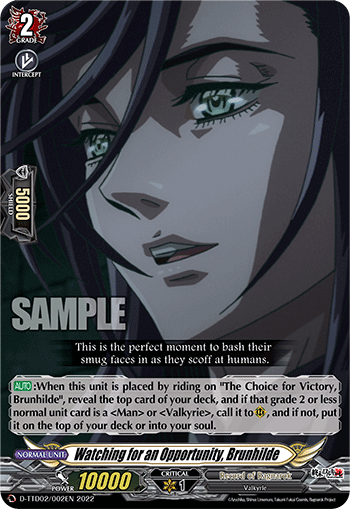 2
GRADE
INTERCEPT
5000
SHIELD
SAMPLE
This is the perfect moment to bash their
smug faces in as they scoff at humans.
AUTO:When this unit is placed by riding on "The Choice for Victory,
Brunhilde", reveal the top card of your deck, and if that grade 2 or less
normal unit card is a <Man> or <Valkyrie>, call it to , and if not, put
it on the top of your deck or into your soul.
NORMAL UNIT
Watching for an Opportunity, Brunhilde
POWER 10000
CRITICAL
1
Record of Ragnarok
Valkyrie
D-TTD02/002EN 2022